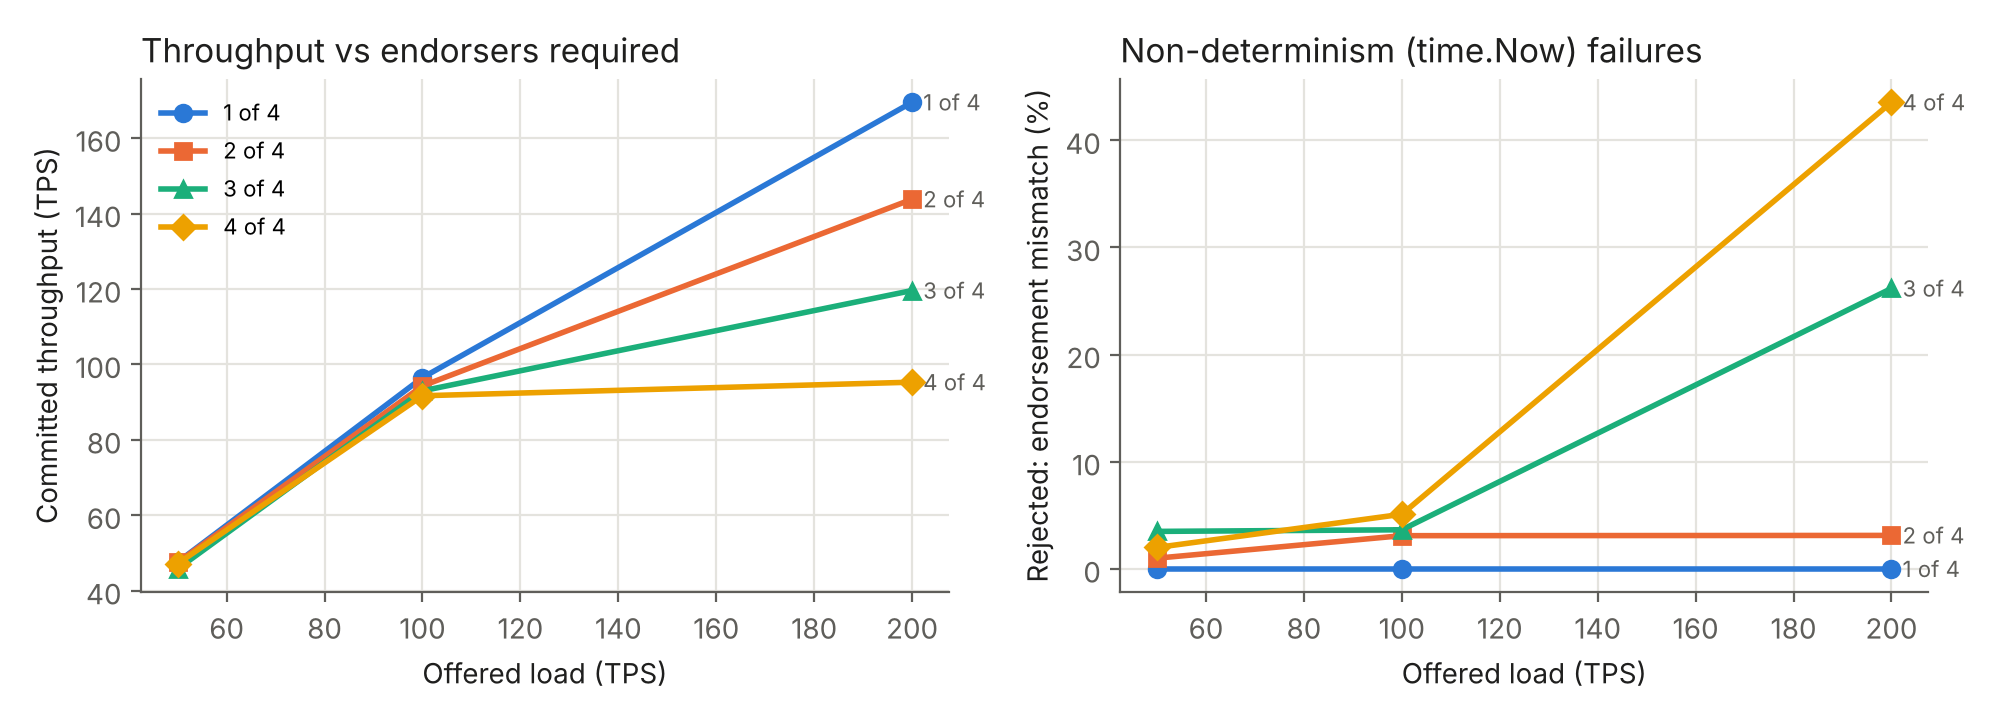 Throughput vs endorsers required
1 of 4
2 of 4
3 of 4
4 of 4
Committed throughput (TPS)
160
140
120
100
80
60
40
1 of 4
2 of 4
3 of 4
4 of 4
60 80 100 120 140 160 180 200
Offered load (TPS)
Non-determinism (time.Now) failures
Rejected: endorsement mismatch (%)
40
30
20
10
0
4 of 4
3 of 4
2 of 4
1 of 4
60 80 100 120 140 160 180 200
Offered load (TPS)